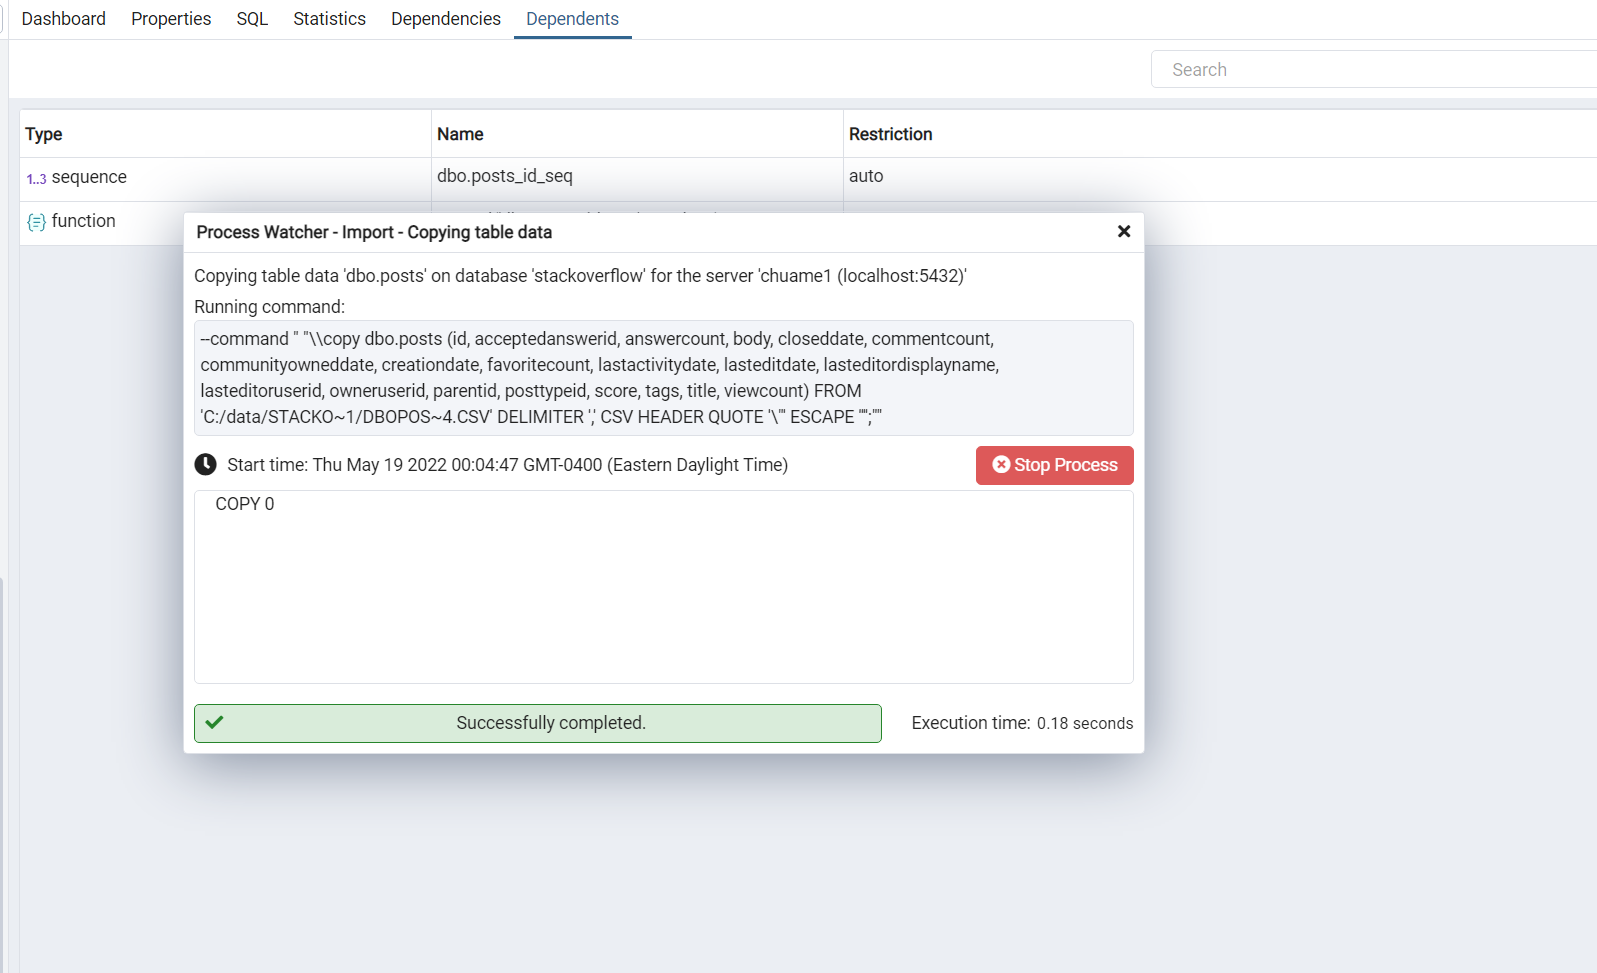 Dashboard Properties SQL Statistics Dependencies Dependents
Search
Type Name Restriction
1..3 sequence dbo.posts_id_seq auto
function
Process Watcher - Import - Copying table data
Copying table data 'dbo.posts' on database 'stackoverflow' for the server 'chuame1 (localhost:5432)'
Running command:
--command " "\\copy dbo.posts (id, acceptedanswerid, answercount, body, closeddate, commentcount,
communityowneddate, creationdate, favoritecount, lastactivitydate, lasteditdate, lasteditordisplayname,
lasteditoruserid, owneruserid, parentid, posttypeid, score, tags, title, viewcount) FROM
'C:/data/STACKO~1/DBOPOS~4.CSV' DELIMITER ',' CSV HEADER QUOTE '\"' ESCAPE '''';""
Start time: Thu May 19 2022 00:04:47 GMT-0400 (Eastern Daylight Time)
Stop Process
COPY 0
Successfully completed.
Execution time: 0.18 seconds